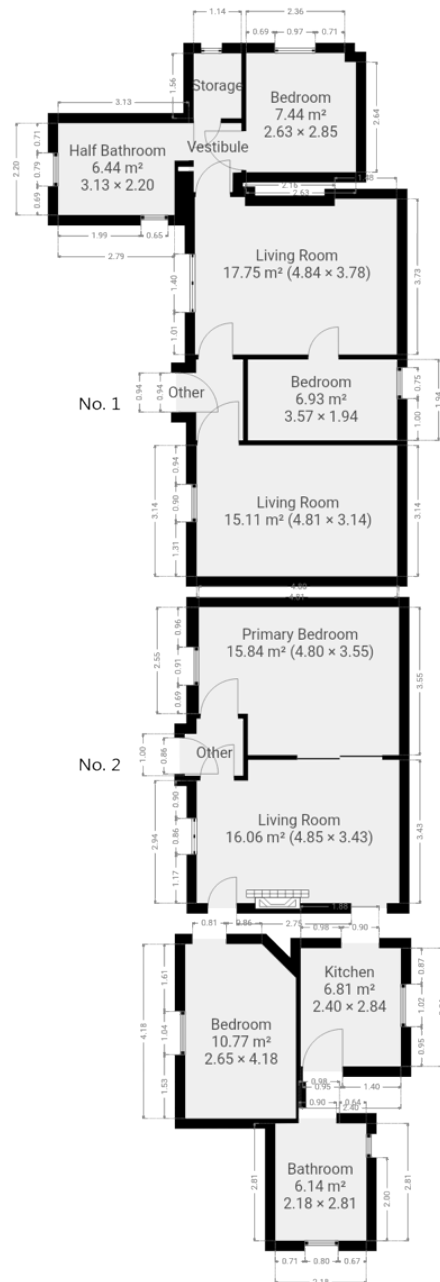 1.14
2.36
0.69
0.97
0.71
1.56
Storage
Bedroom
7.44 m²
2.63 × 2.85
2.64
3.13
Half Bathroom
6.44 m²
3.13 × 2.20
Vestibule
2.20
0.71
0.79
0.69
1.99
0.65
2.79
2.16
2.63
Living Room
17.75 m² (4.84 × 3.78)
3.73
1.40
1.01
No. 1
0.94
0.94
Other
Bedroom
6.93 m²
3.57 × 1.94
0.75
1.00
1.94
3.14
0.94
0.90
1.31
Living Room
15.11 m² (4.81 × 3.14)
3.14
4.80
4.81
Primary Bedroom
15.84 m² (4.80 × 3.55)
2.55
0.96
0.91
0.69
3.55
No. 2
1.00
0.86
Other
Living Room
16.06 m² (4.85 × 3.43)
2.94
0.90
0.86
1.17
3.43
1.88
0.81
0.86
2.75
0.98
0.90
Bedroom
10.77 m²
2.65 × 4.18
4.18
1.61
1.04
1.53
Kitchen
6.81 m²
2.40 × 2.84
0.87
1.02
0.95
0.98
0.95
1.40
2.40
0.90
0.64
Bathroom
6.14 m²
2.18 × 2.81
2.81
2.00
2.81
0.71
0.80
0.67
2.18